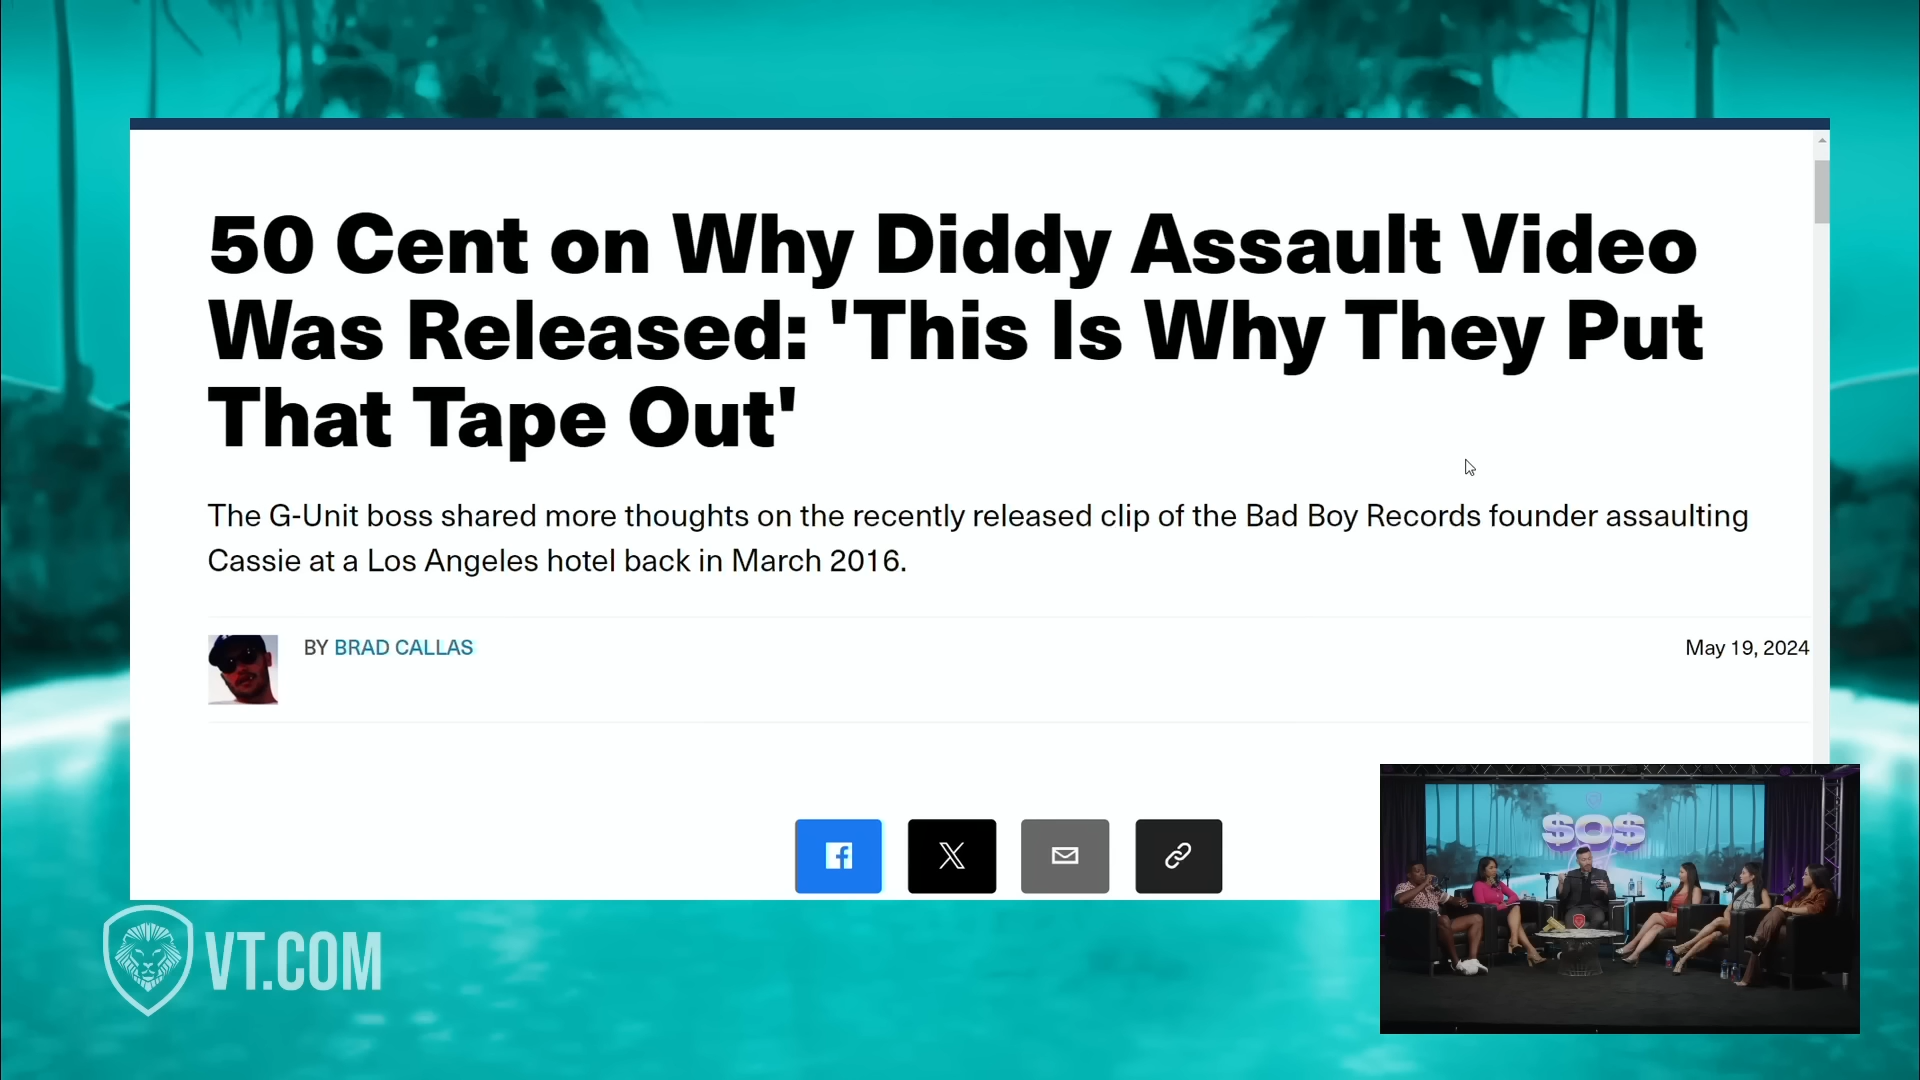 50 Cent on Why Diddy Assault Video
Was Released: 'This Is Why They Put
That Tape Out'
The G-Unit boss shared more thoughts on the recently released clip of the Bad Boy Records founder assaulting
Cassie at a Los Angeles hotel back in March 2016.
BY BRAD CALLAS
May 19, 2024
$O$
VT.COM